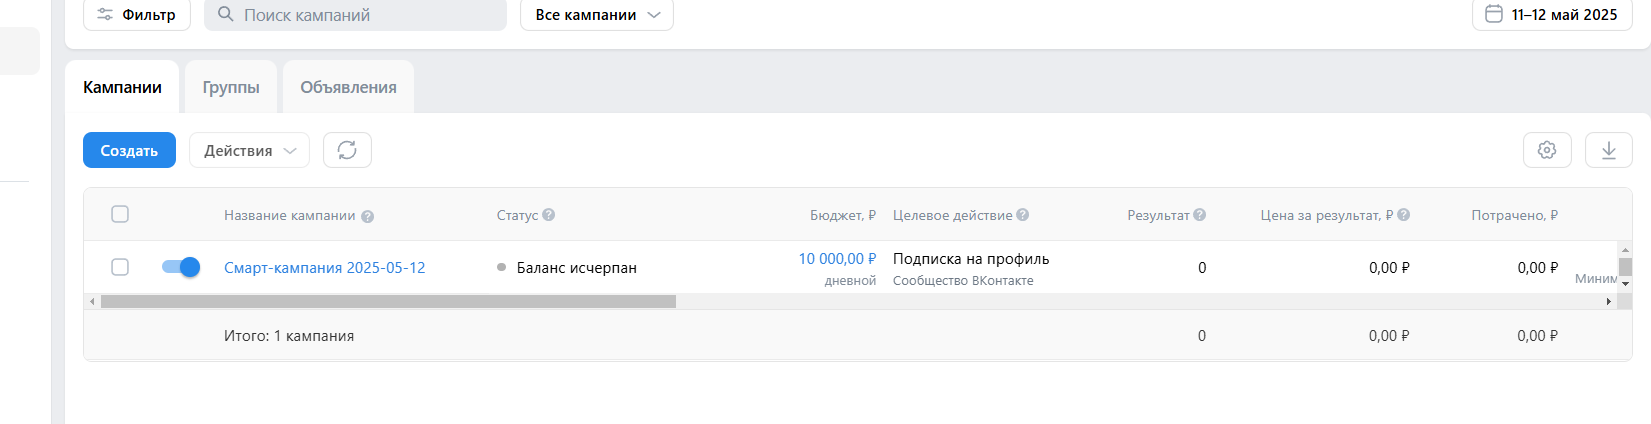 Фильтр
Поиск кампаний
Все кампании
11–12 май 2025
Кампании
Группы
Объявления
Создать
Действия
Название кампании
Статус
Бюджет, ₽
Целевое действие
Результат
Цена за результат, ₽
Потрачено, ₽
Смарт-кампания 2025-05-12
Баланс исчерпан
10 000,00 ₽
дневной
Подписка на профиль
Сообщество ВКонтакте
0
0,00 ₽
0,00 ₽
Миним
Итого: 1 кампания
0
0,00 ₽
0,00 ₽